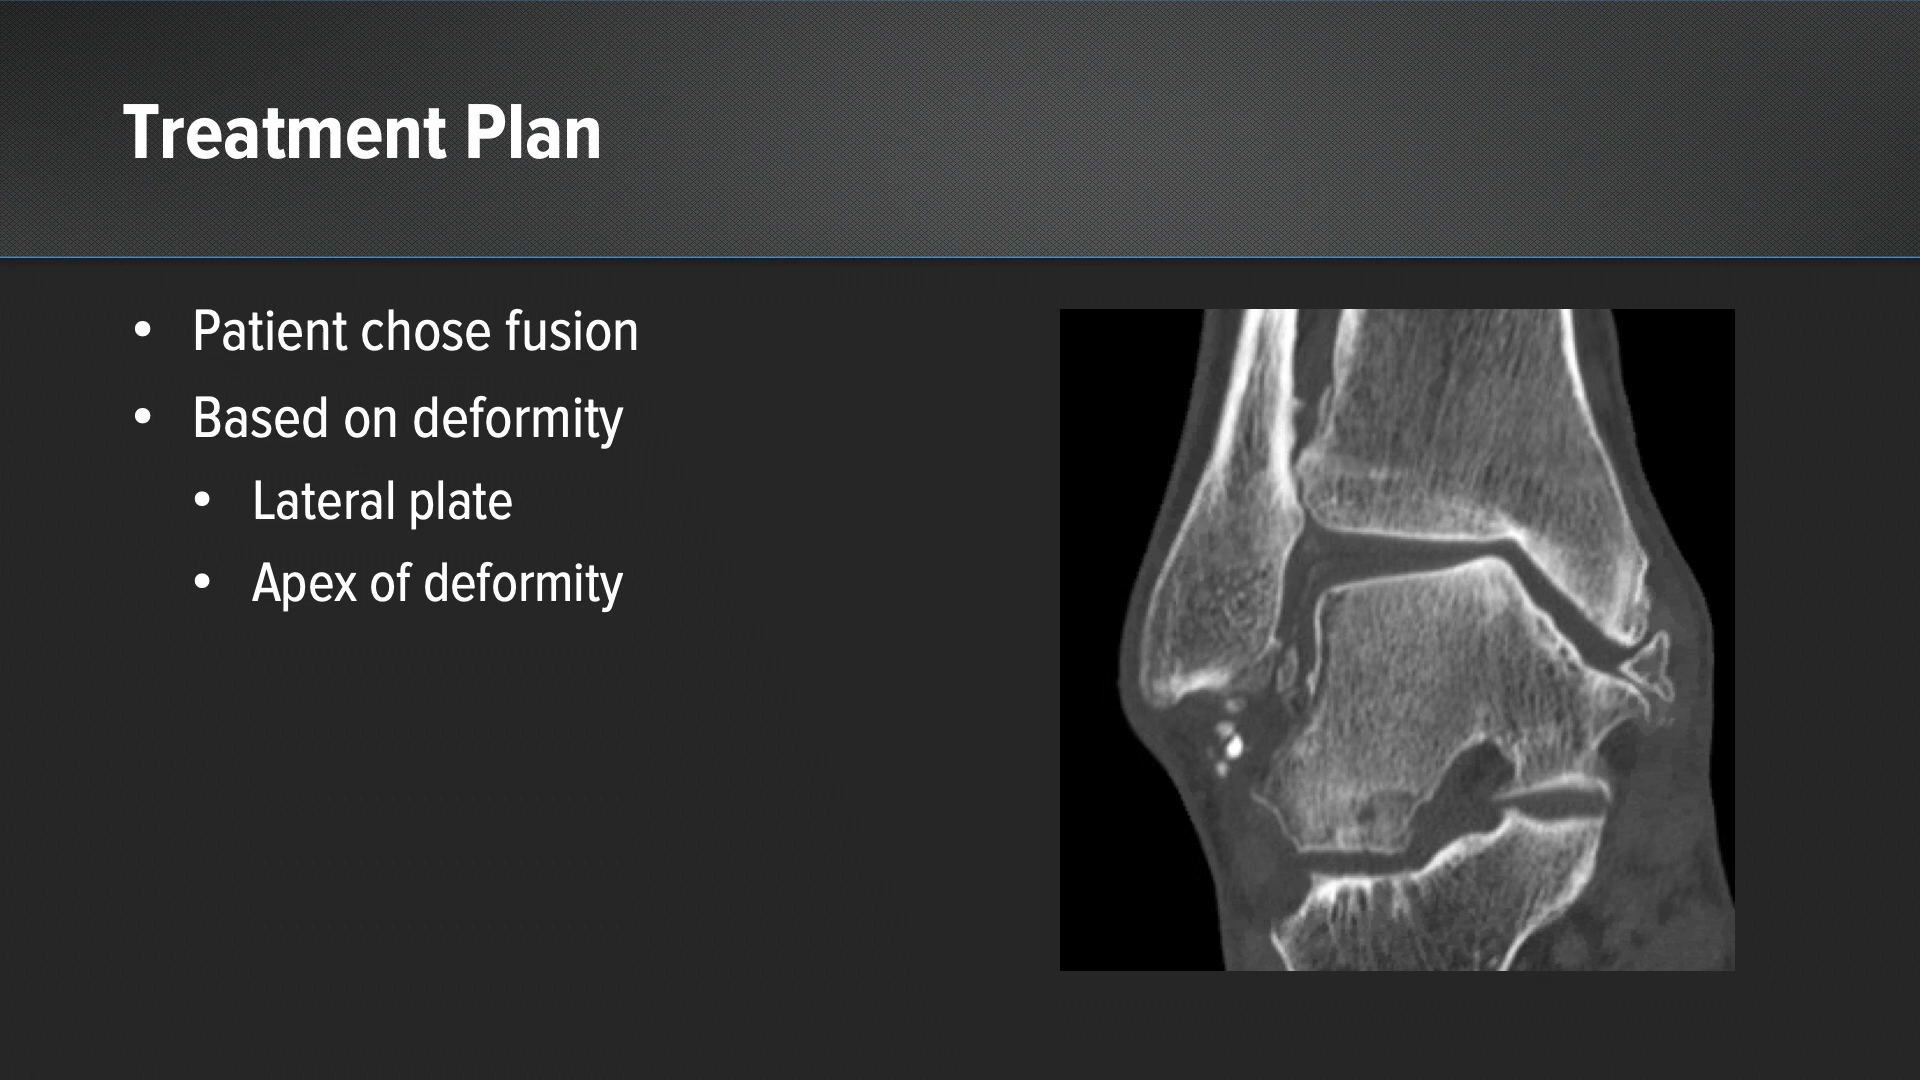 Treatment Plan
• Patient chose fusion
• Based on deformity
• Lateral plate
• Apex of deformity